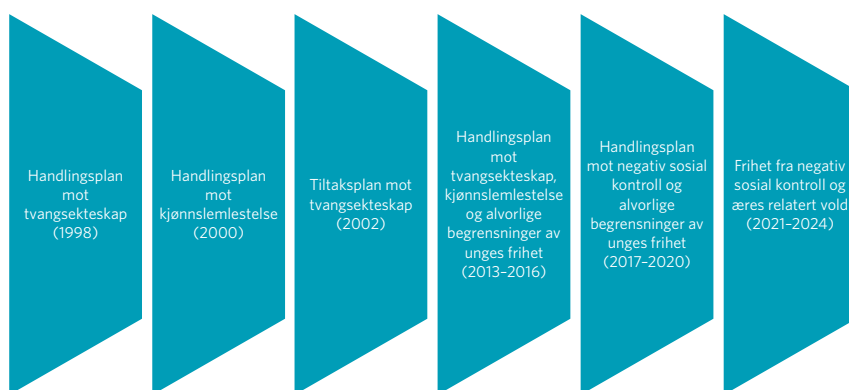 Handlingsplan
mot
tvangsekteskap
(1998)
Handlingsplan
mot
kjønnslemlestelse
(2000)
Tiltaksplan mot
tvangsekteskap
(2002)
Handlingsplan
mot
tvangsekteskap,
kjønnslemlestelse
og alvorlige
begrensninger av
unges frihet
(2013–2016)
Handlingsplan
mot negativ sosial
kontroll og
alvorlige
begrensninger av
unges frihet
(2017–2020)
Frihet fra negativ
sosial kontroll og
æres relatert vold
(2021–2024)